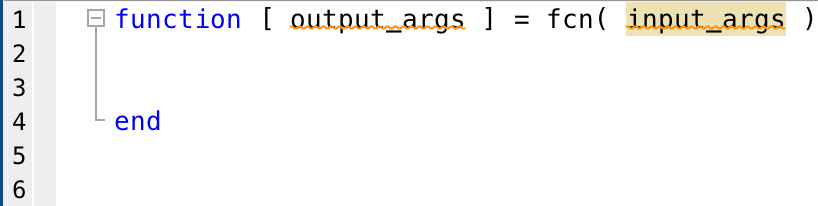 1 function [ output_args ] = fcn( input_args )
2
3
4 end
5
6